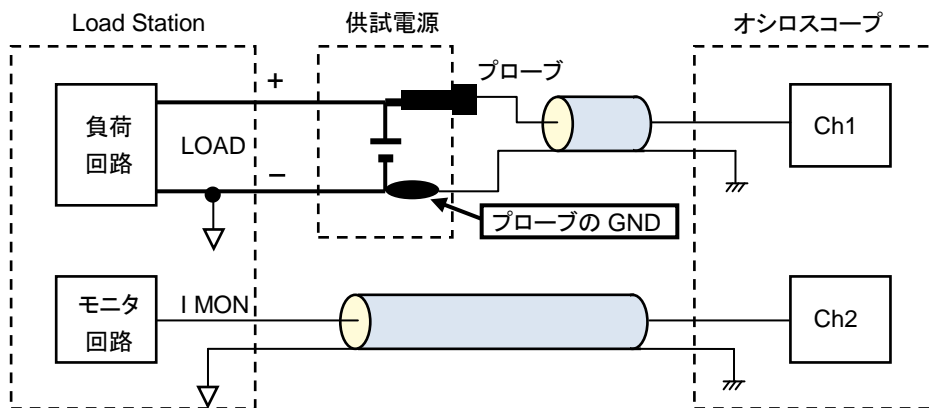 Load Station
供試電源
オシロスコープ
プローブ
+
負荷
回路
LOAD
Ch1
−
プローブの GND
モニタ
回路
I MON
Ch2